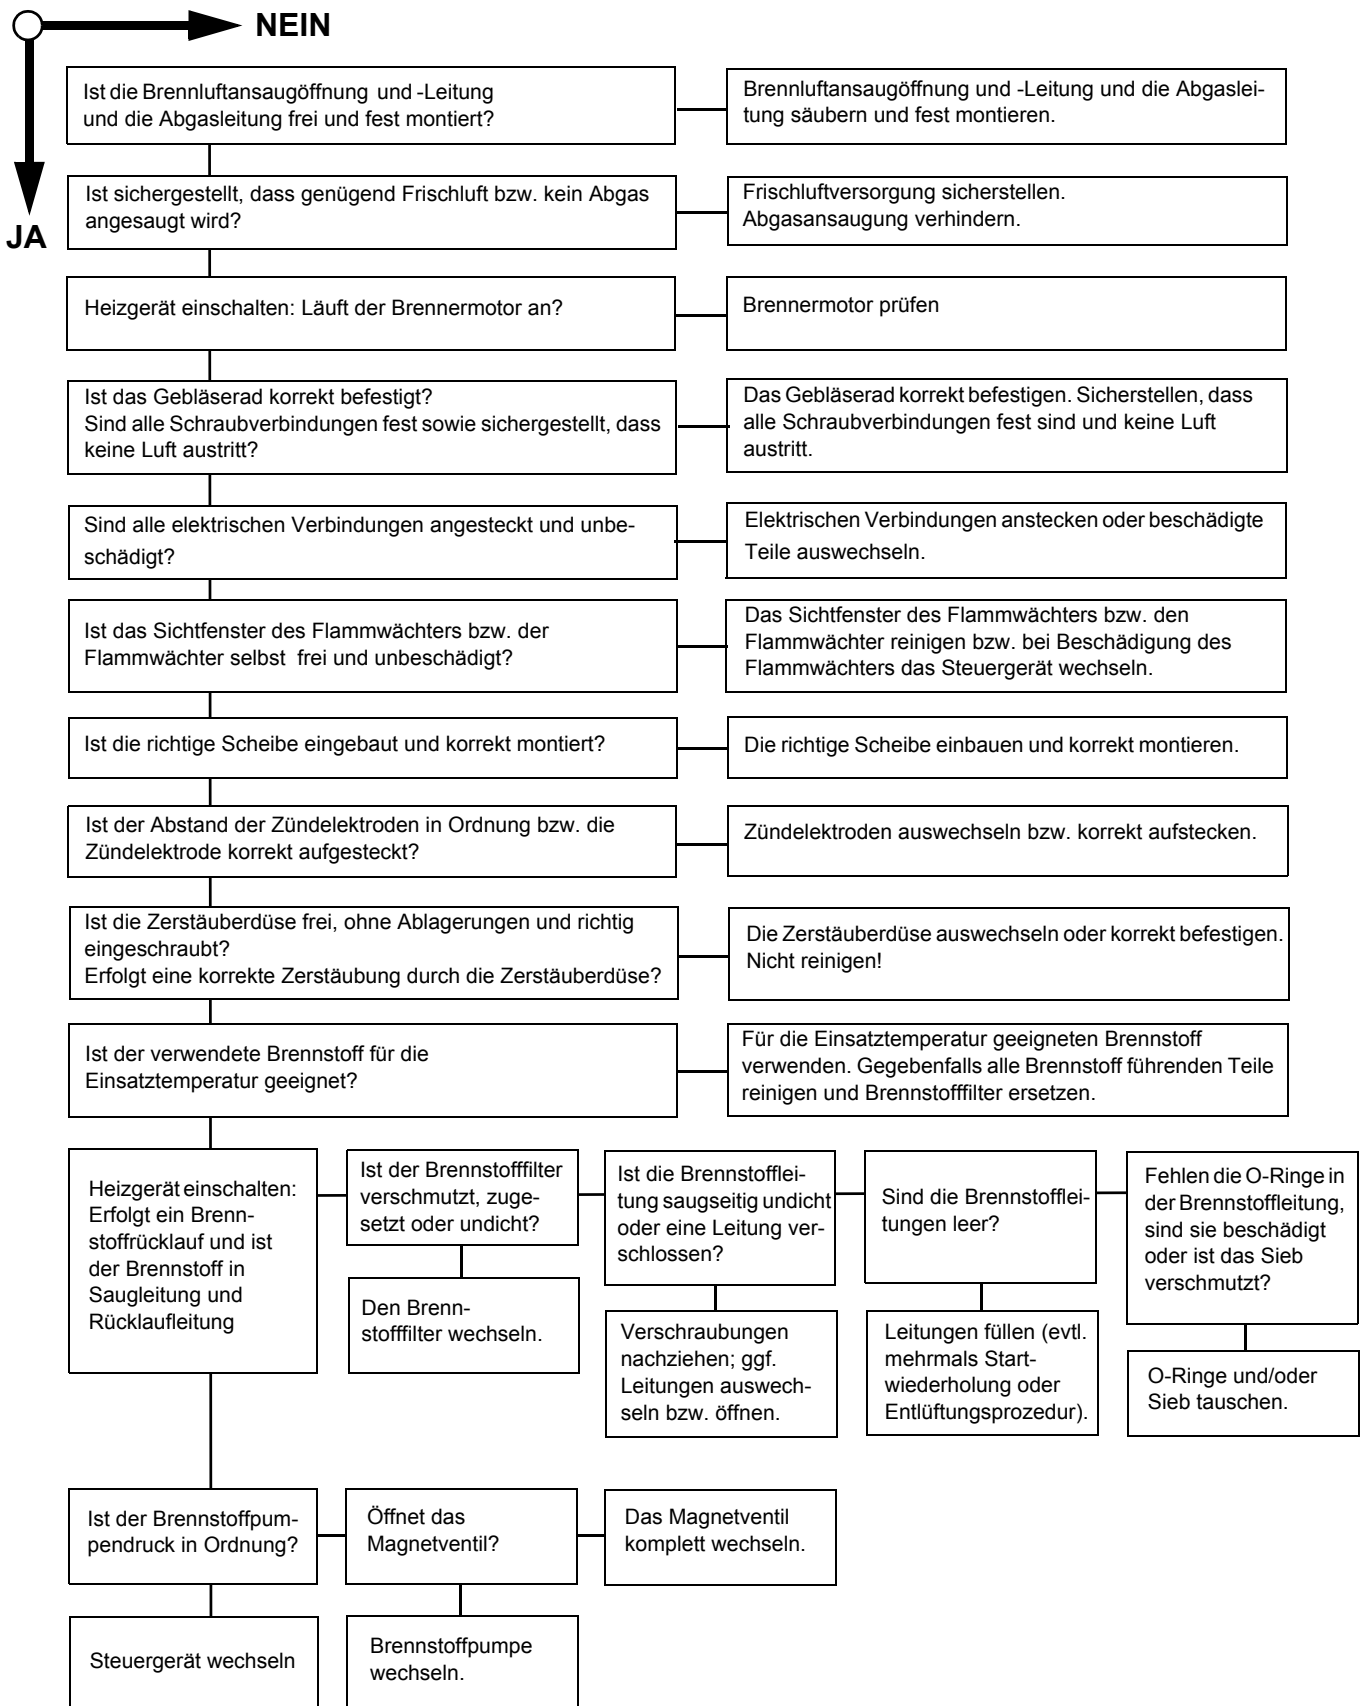 NEIN
JA
Ist die Brennluftansaugöffnung und -Leitung
und die Abgasleitung frei und fest montiert?
Brennluftansaugöffnung und -Leitung und die Abgaslei-
tung säubern und fest montieren.
Ist sichergestellt, dass genügend Frischluft bzw. kein Abgas
angesaugt wird?
Frischluftversorgung sicherstellen.
Abgasansaugung verhindern.
Heizgerät einschalten: Läuft der Brennermotor an?
Brennermotor prüfen
Ist das Gebläserad korrekt befestigt?
Sind alle Schraubverbindungen fest sowie sichergestellt, dass
keine Luft austritt?
Das Gebläserad korrekt befestigen. Sicherstellen, dass
alle Schraubverbindungen fest sind und keine Luft
austritt.
Sind alle elektrischen Verbindungen angesteckt und unbe-
schädigt?
Elektrischen Verbindungen anstecken oder beschädigte
Teile auswechseln.
Ist das Sichtfenster des Flammwächters bzw. der
Flammwächter selbst frei und unbeschädigt?
Das Sichtfenster des Flammwächters bzw. den
Flammwächter reinigen bzw. bei Beschädigung des
Flammwächters das Steuergerät wechseln.
Ist die richtige Scheibe eingebaut und korrekt montiert?
Die richtige Scheibe einbauen und korrekt montieren.
Ist der Abstand der Zündelektroden in Ordnung bzw. die
Zündelektrode korrekt aufgesteckt?
Zündelektroden auswechseln bzw. korrekt aufstecken.
Ist die Zerstäuberdüse frei, ohne Ablagerungen und richtig
eingeschraubt?
Erfolgt eine korrekte Zerstäubung durch die Zerstäuberdüse?
Die Zerstäuberdüse auswechseln oder korrekt befestigen.
Nicht reinigen!
Ist der verwendete Brennstoff für die
Einsatztemperatur geeignet?
Für die Einsatztemperatur geeigneten Brennstoff
verwenden. Gegebenfalls alle Brennstoff führenden Teile
reinigen und Brennstofffilter ersetzen.
Heizgerät einschalten:
Erfolgt ein Brenn-
stoffrücklauf und ist
der Brennstoff in
Saugleitung und
Rücklaufleitung
Ist der Brennstofffilter
verschmutzt, zuge-
setzt oder undicht?
Den Brenn-
stofffilter wechseln.
Ist die Brennstofflei-
tung saugseitig undicht
oder eine Leitung ver-
schlossen?
Verschraubungen
nachziehen; ggf.
Leitungen auswech-
seln bzw. öffnen.
Sind die Brennstofflei-
tungen leer?
Leitungen füllen (evtl.
mehrmals Start-
wiederholung oder
Entlüftungsprozedur).
Fehlen die O-Ringe in
der Brennstoffleitung,
sind sie beschädigt
oder ist das Sieb
verschmutzt?
O-Ringe und/oder
Sieb tauschen.
Ist der Brennstoffpum-
pendruck in Ordnung?
Öffnet das
Magnetventil?
Das Magnetventil
komplett wechseln.
Steuergerät wechseln
Brennstoffpumpe
wechseln.